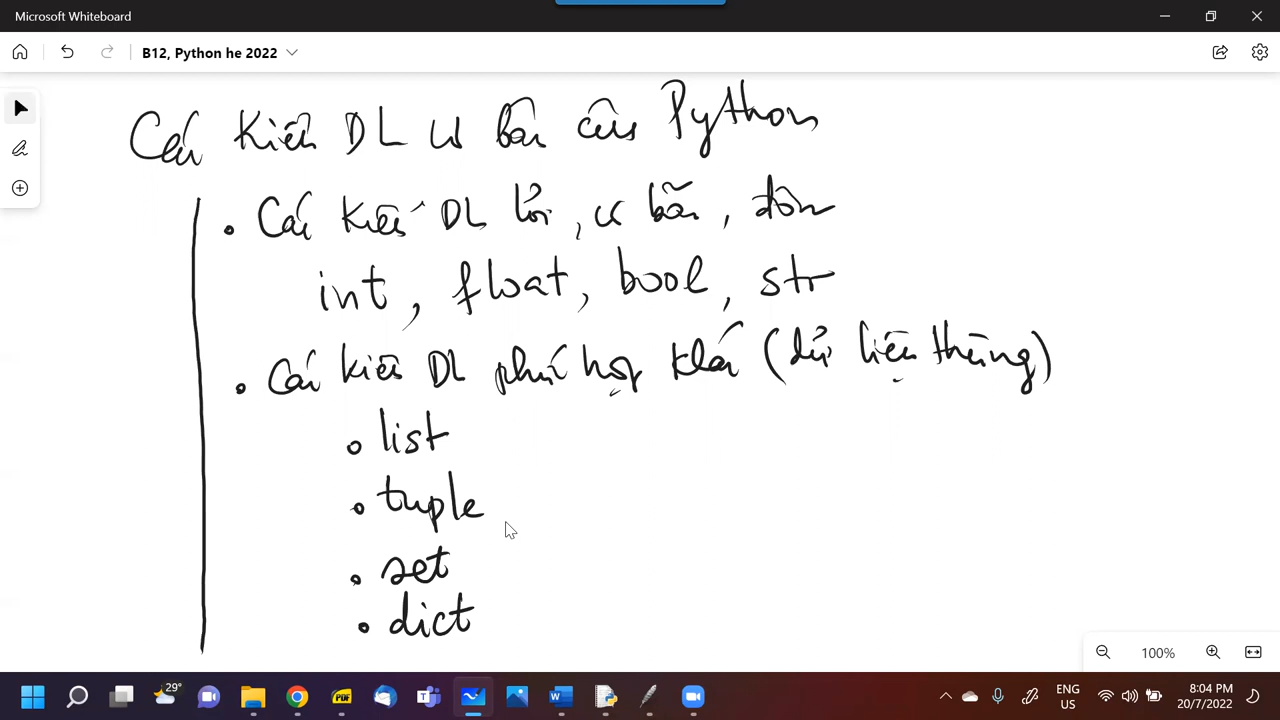 Microsoft Whiteboard
B12, Python he 2022
Các kiểu DL cơ bản của Python
Các kiểu DL lõi, cơ bản, đơn
int, float, bool, str
Các kiểu DL phức hợp khác (dữ liệu thùng)
list
tuple
set
dict
100%
29°
ENG
US
8:04 PM
20/7/2022